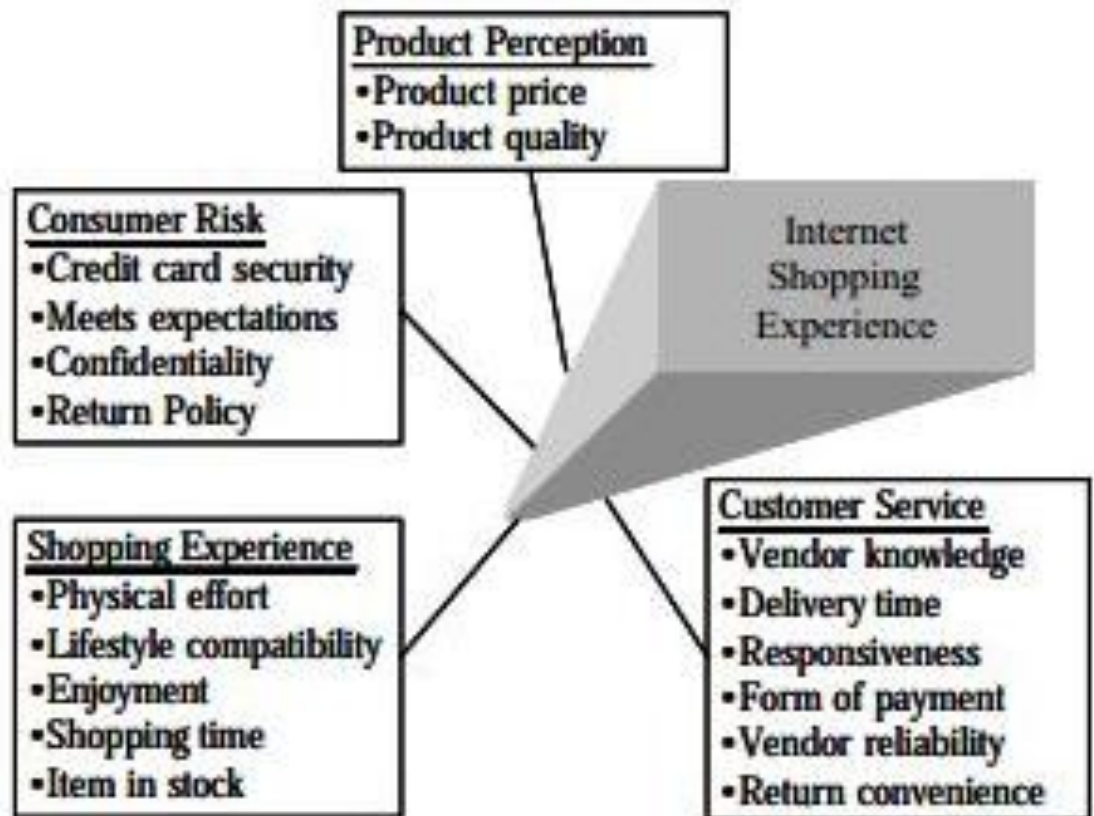 Product Perception
•Product price
•Product quality
Consumer Risk
•Credit card security
•Meets expectations
•Confidentiality
•Return Policy
Internet
Shopping
Experience
Shopping Experience
•Physical effort
•Lifestyle compatibility
•Enjoyment
•Shopping time
•Item in stock
Customer Service
•Vendor knowledge
•Delivery time
•Responsiveness
•Form of payment
•Vendor reliability
•Return convenience